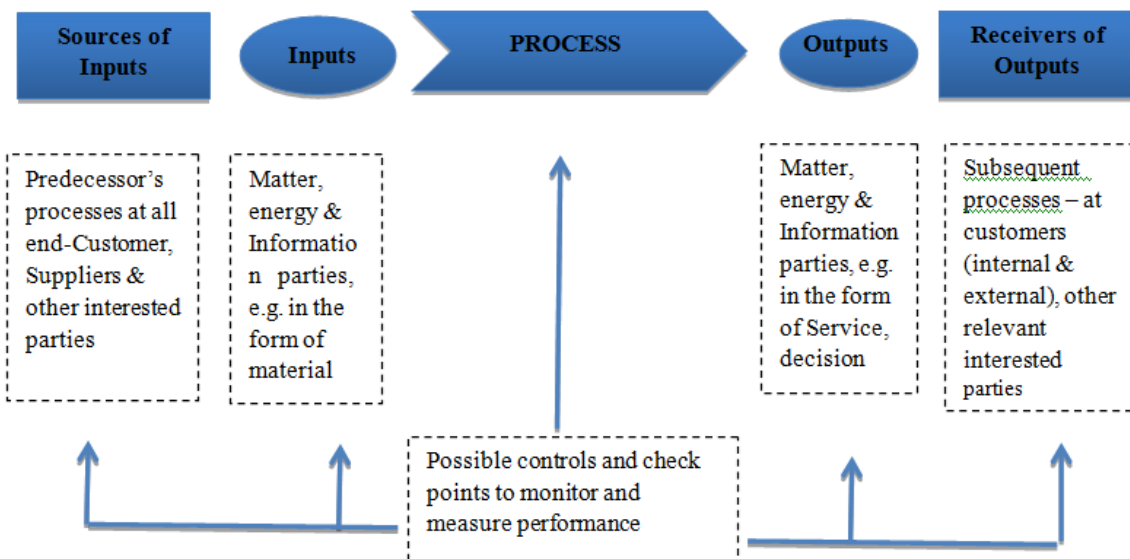 Sources of
Inputs
Inputs
PROCESS
Outputs
Receivers of
Outputs
Predecessor’s
processes at all
end-Customer,
Suppliers &
other interested
parties
Matter,
energy &
Informatio
n parties,
e.g. in the
form of
material
Matter,
energy &
Information
parties, e.g.
in the form
of Service,
decision
Subsequent
processes – at
customers
(internal &
external), other
relevant
interested
parties
Possible controls and check
points to monitor and
measure performance